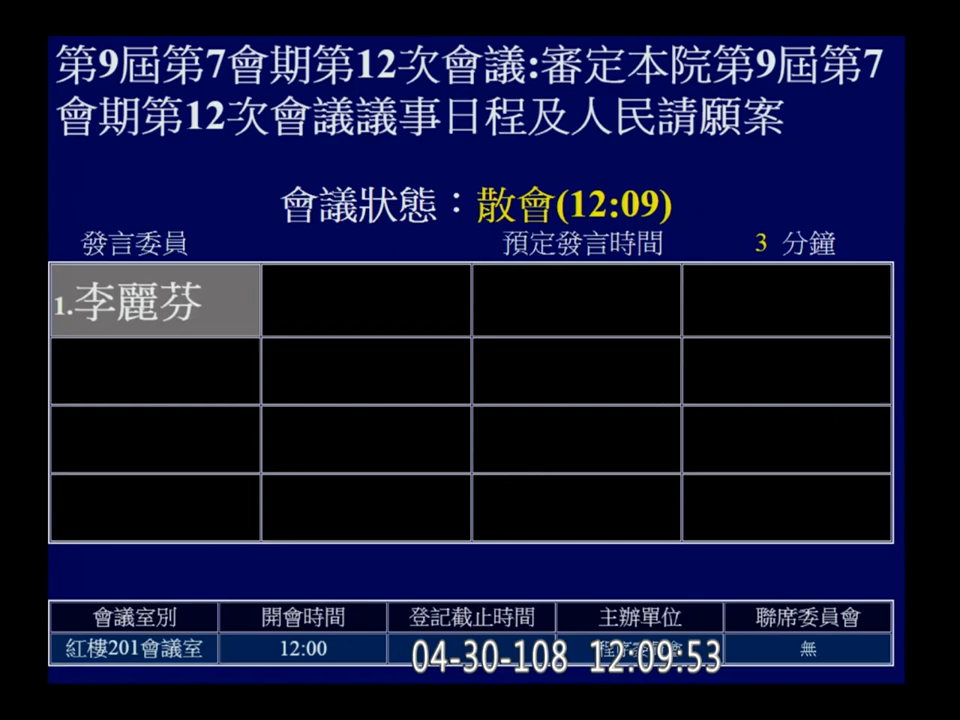 第9屆第7會期第12次會議:審定本院第9屆第7
會期第12次會議議事日程及人民請願案
會議狀態：散會(12:09)
發言委員 預定發言時間 3 分鐘
1.李麗芬
會議室別 開會時間 登記截止時間 主辦單位 聯席委員會
紅樓201會議室 12:00 無
04-30-108 12:09:53